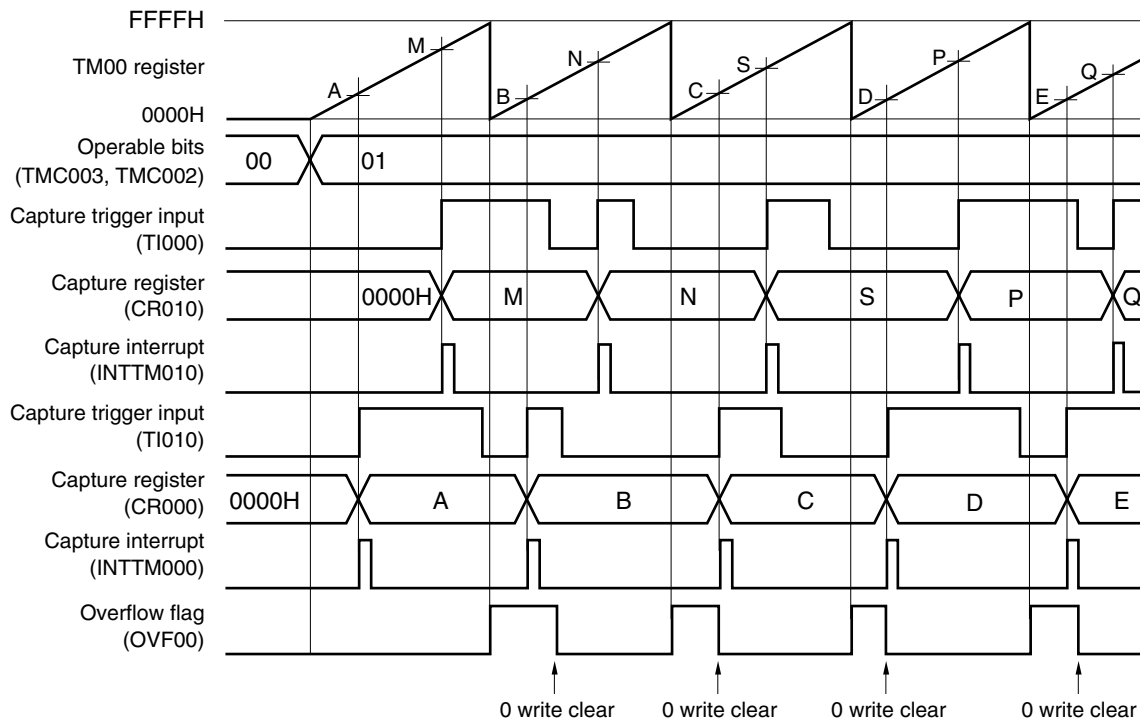 FFFFH
TM00 register
0000H
A M B N C S D P E Q
Operable bits
(TMC003, TMC002)
00 01
Capture trigger input
(TI000)
Capture register
(CR010)
0000H M N S P Q
Capture interrupt
(INTTM010)
Capture trigger input
(TI010)
Capture register
(CR000)
0000H A B C D E
Capture interrupt
(INTTM000)
Overflow flag
(OVF00)
0 write clear 0 write clear 0 write clear 0 write clear